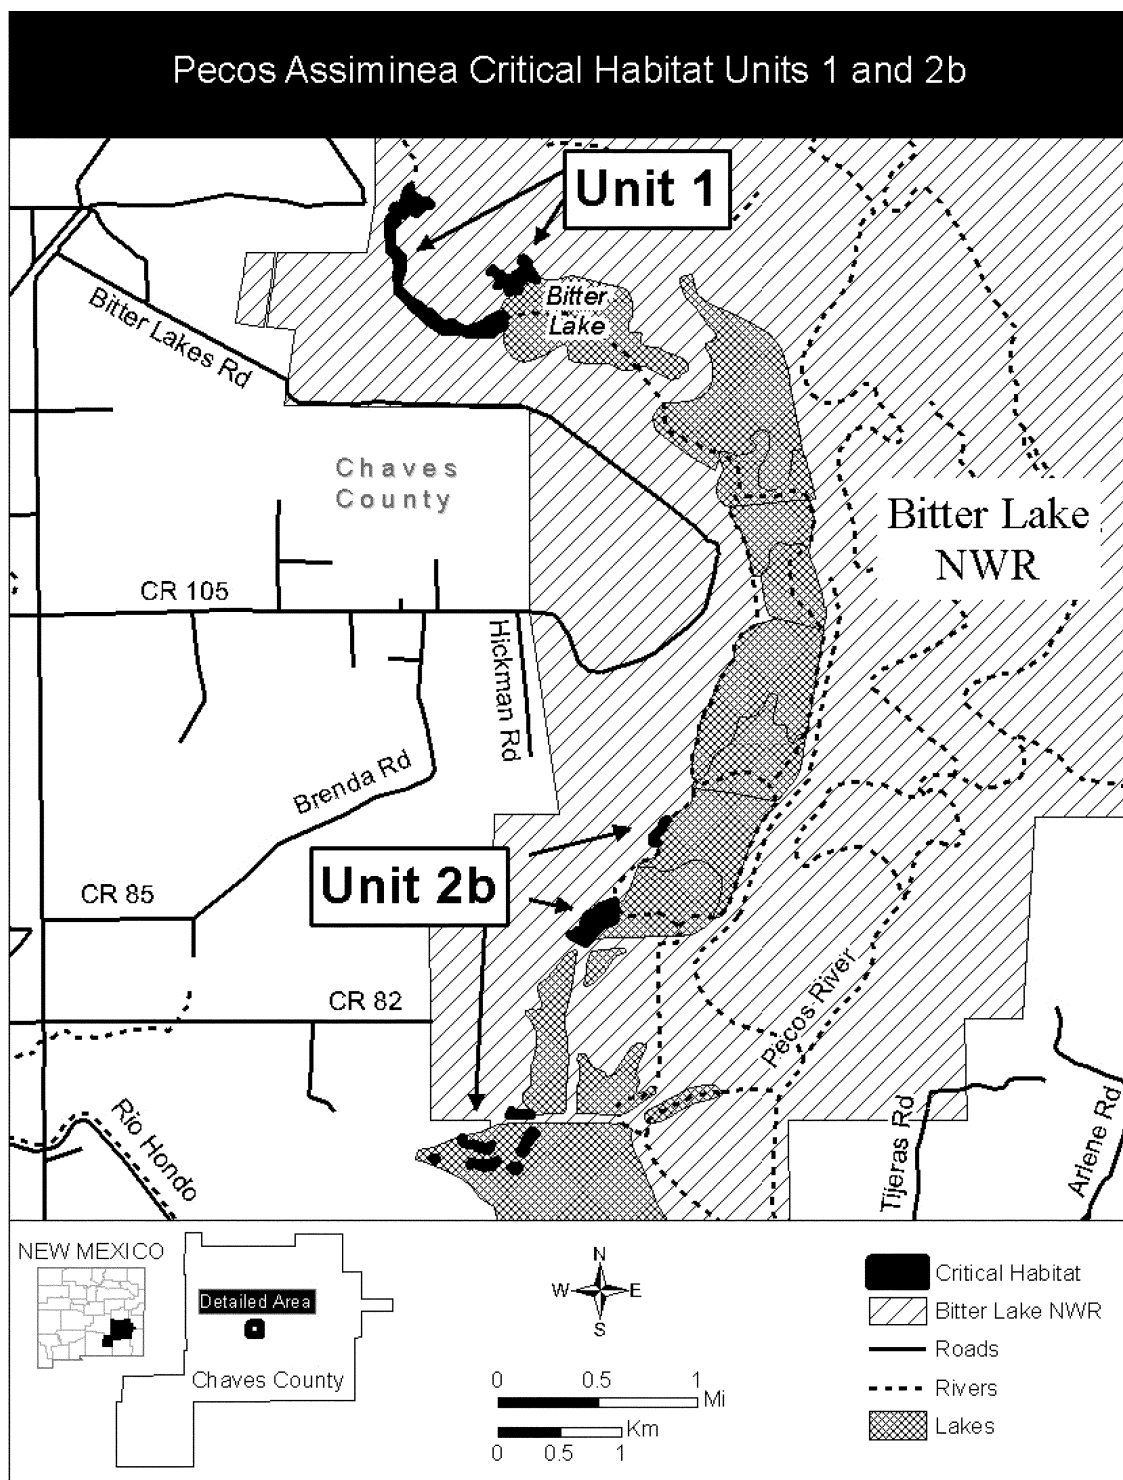 Pecos Assiminea Critical Habitat Units 1 and 2b
Unit 1
Bitter
Lake
Bitter Lakes Rd
Chaves
County
Bitter Lake
NWR
CR 105
Hickman Rd
Brenda Rd
Unit 2b
CR 85
CR 82
Pecos River
Rio Hondo
Tijeras Rd
Arlene Rd
NEW MEXICO
Detailed Area
Chaves County
N
W E
S
0 0.5 1
Mi
Km
0 0.5 1
Critical Habitat
Bitter Lake NWR
Roads
Rivers
Lakes